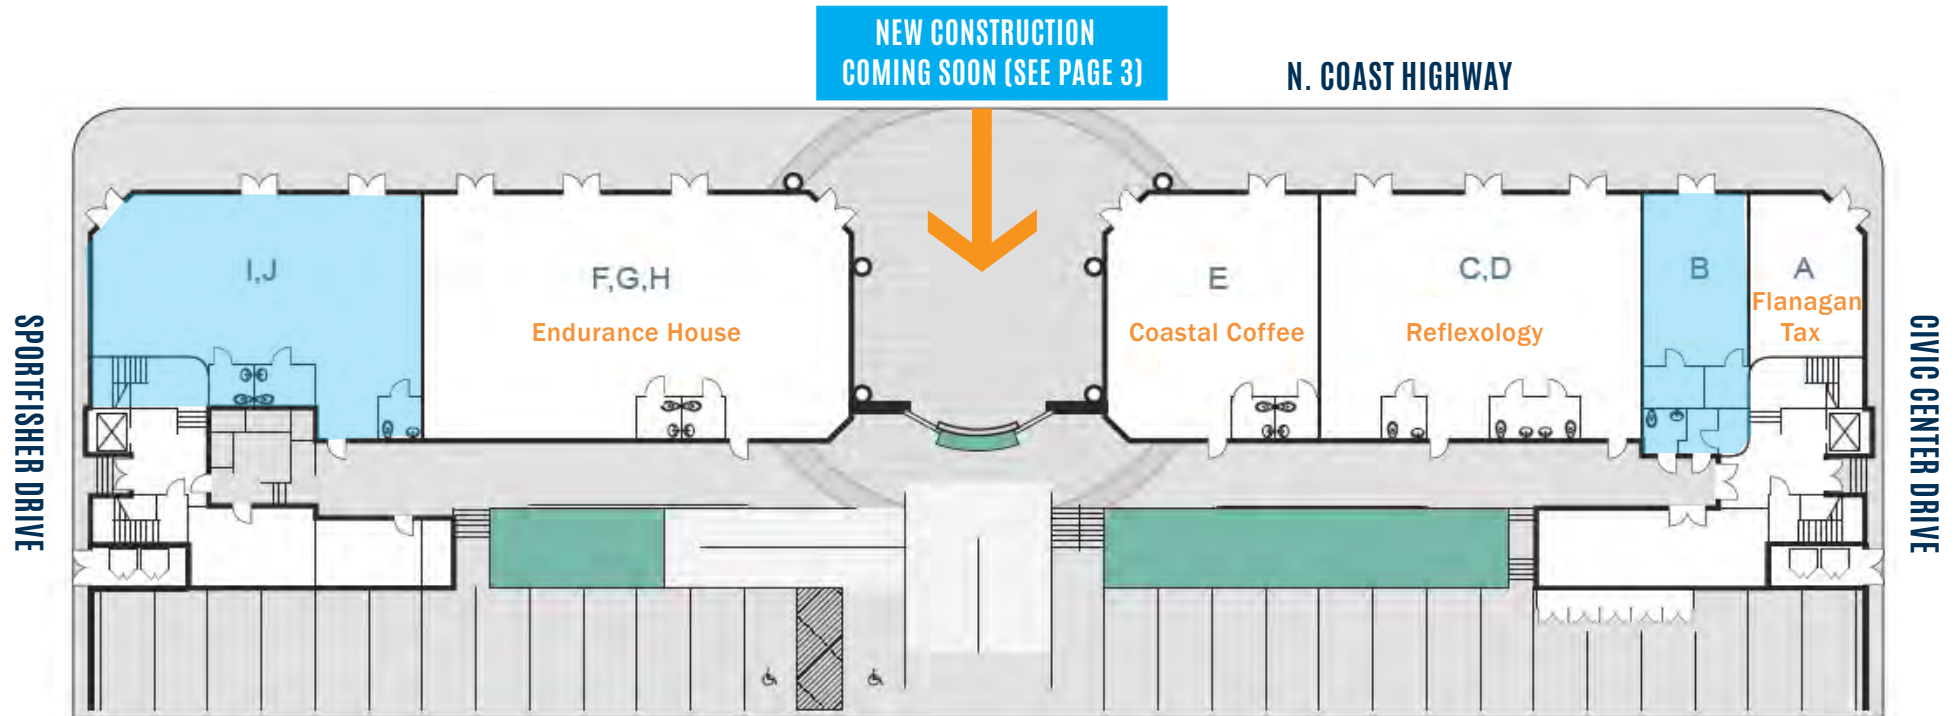 NEW CONSTRUCTION
COMING SOON (SEE PAGE 3)
N. COAST HIGHWAY
SPORTFISHER DRIVE
I,J
F,G,H
Endurance House
E
Coastal Coffee
C,D
Reflexology
B
A
Flanagan
Tax
CIVIC CENTER DRIVE